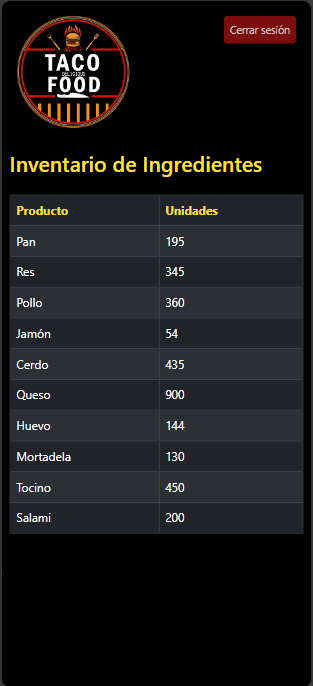 TACO
DELIGIOUS
FOOD
Cerrar sesión
Inventario de Ingredientes
Producto Unidades
Pan 195
Res 345
Pollo 360
Jamón 54
Cerdo 435
Queso 900
Huevo 144
Mortadela 130
Tocino 450
Salami 200